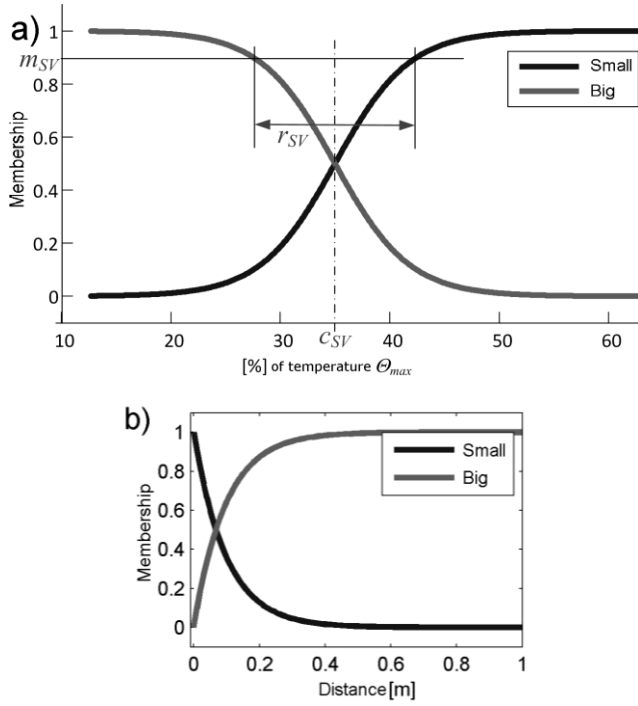 a)
1
m_SV
0.8
0.6
0.4
0.2
0
Membership
Small
Big
r_SV
10 20 30 c_SV 40 50 60
[%] of temperature Θ_max
b)
1
0.8
0.6
0.4
0.2
0
Membership
Small
Big
0 0.2 0.4 0.6 0.8 1
Distance[m]